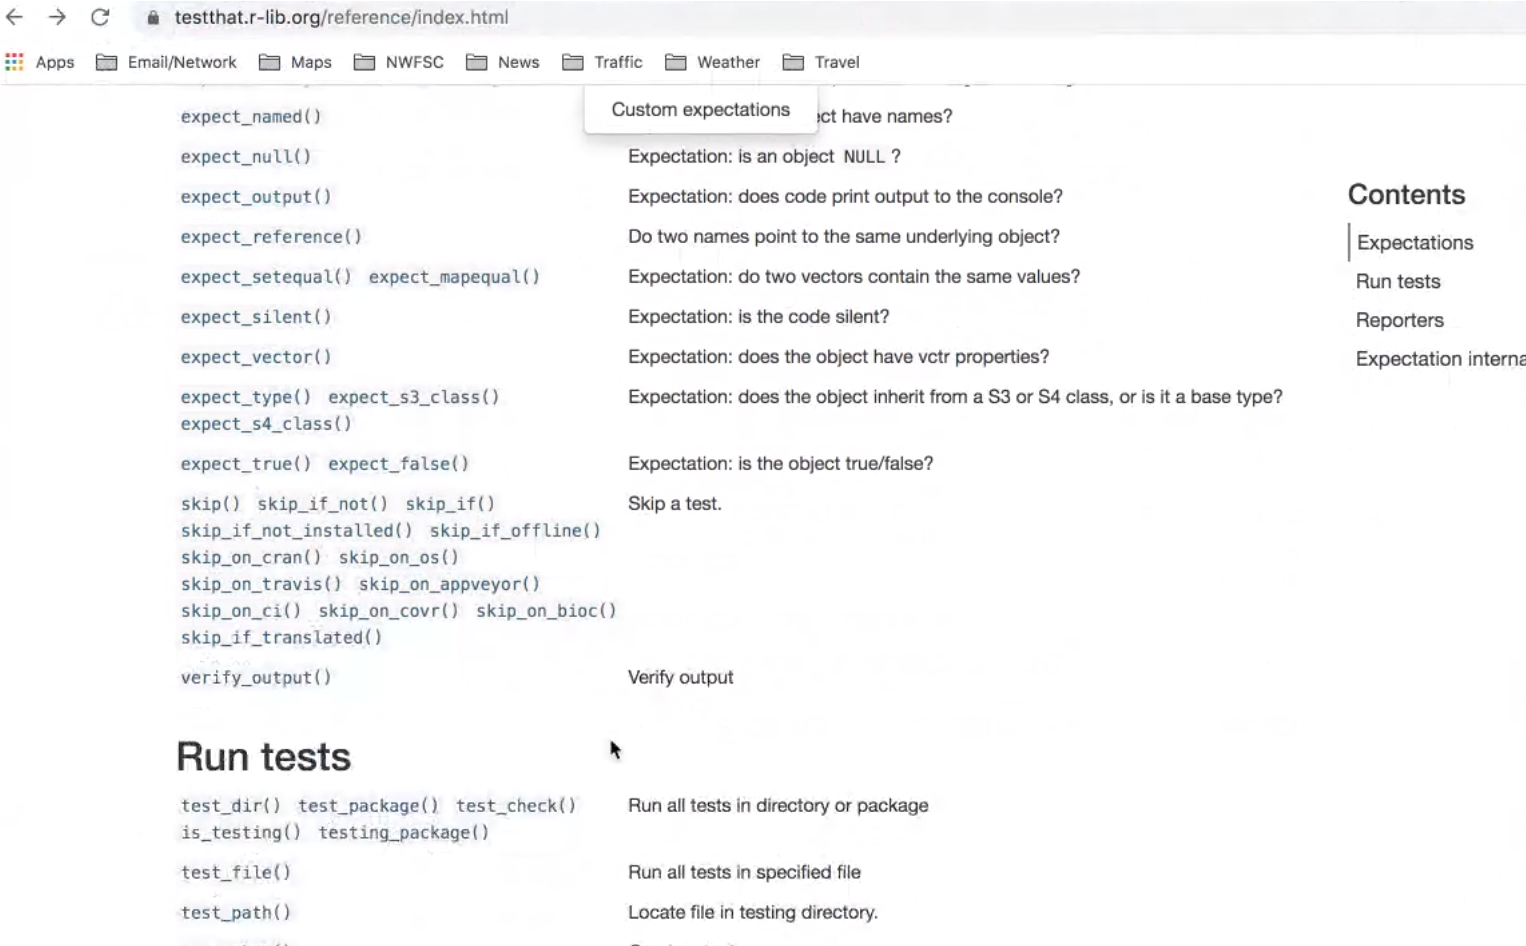 testthat.r-lib.org/reference/index.html
Apps Email/Network Maps NWFSC News Traffic Weather Travel
Custom expectations
expect_named() ct have names?
expect_null() Expectation: is an object NULL ?
expect_output() Expectation: does code print output to the console?
Contents
expect_reference() Do two names point to the same underlying object?
Expectations
expect_setequal() expect_mapequal() Expectation: do two vectors contain the same values?
Run tests
expect_silent() Expectation: is the code silent?
Reporters
expect_vector() Expectation: does the object have vctr properties?
Expectation interna
expect_type() expect_s3_class() Expectation: does the object inherit from a S3 or S4 class, or is it a base type?
expect_s4_class()
expect_true() expect_false() Expectation: is the object true/false?
skip() skip_if_not() skip_if() Skip a test.
skip_if_not_installed() skip_if_offline()
skip_on_cran() skip_on_os()
skip_on_travis() skip_on_appveyor()
skip_on_ci() skip_on_covr() skip_on_bioc()
skip_if_translated()
verify_output() Verify output
Run tests
test_dir() test_package() test_check() Run all tests in directory or package
is_testing() testing_package()
test_file() Run all tests in specified file
test_path() Locate file in testing directory.